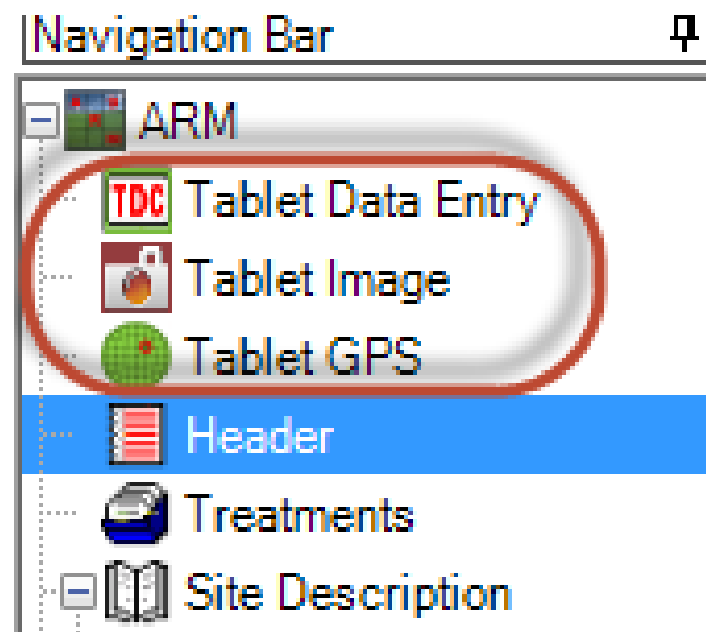 Navigation Bar
ARM
TDC Tablet Data Entry
Tablet Image
Tablet GPS
Header
Treatments
Site Description